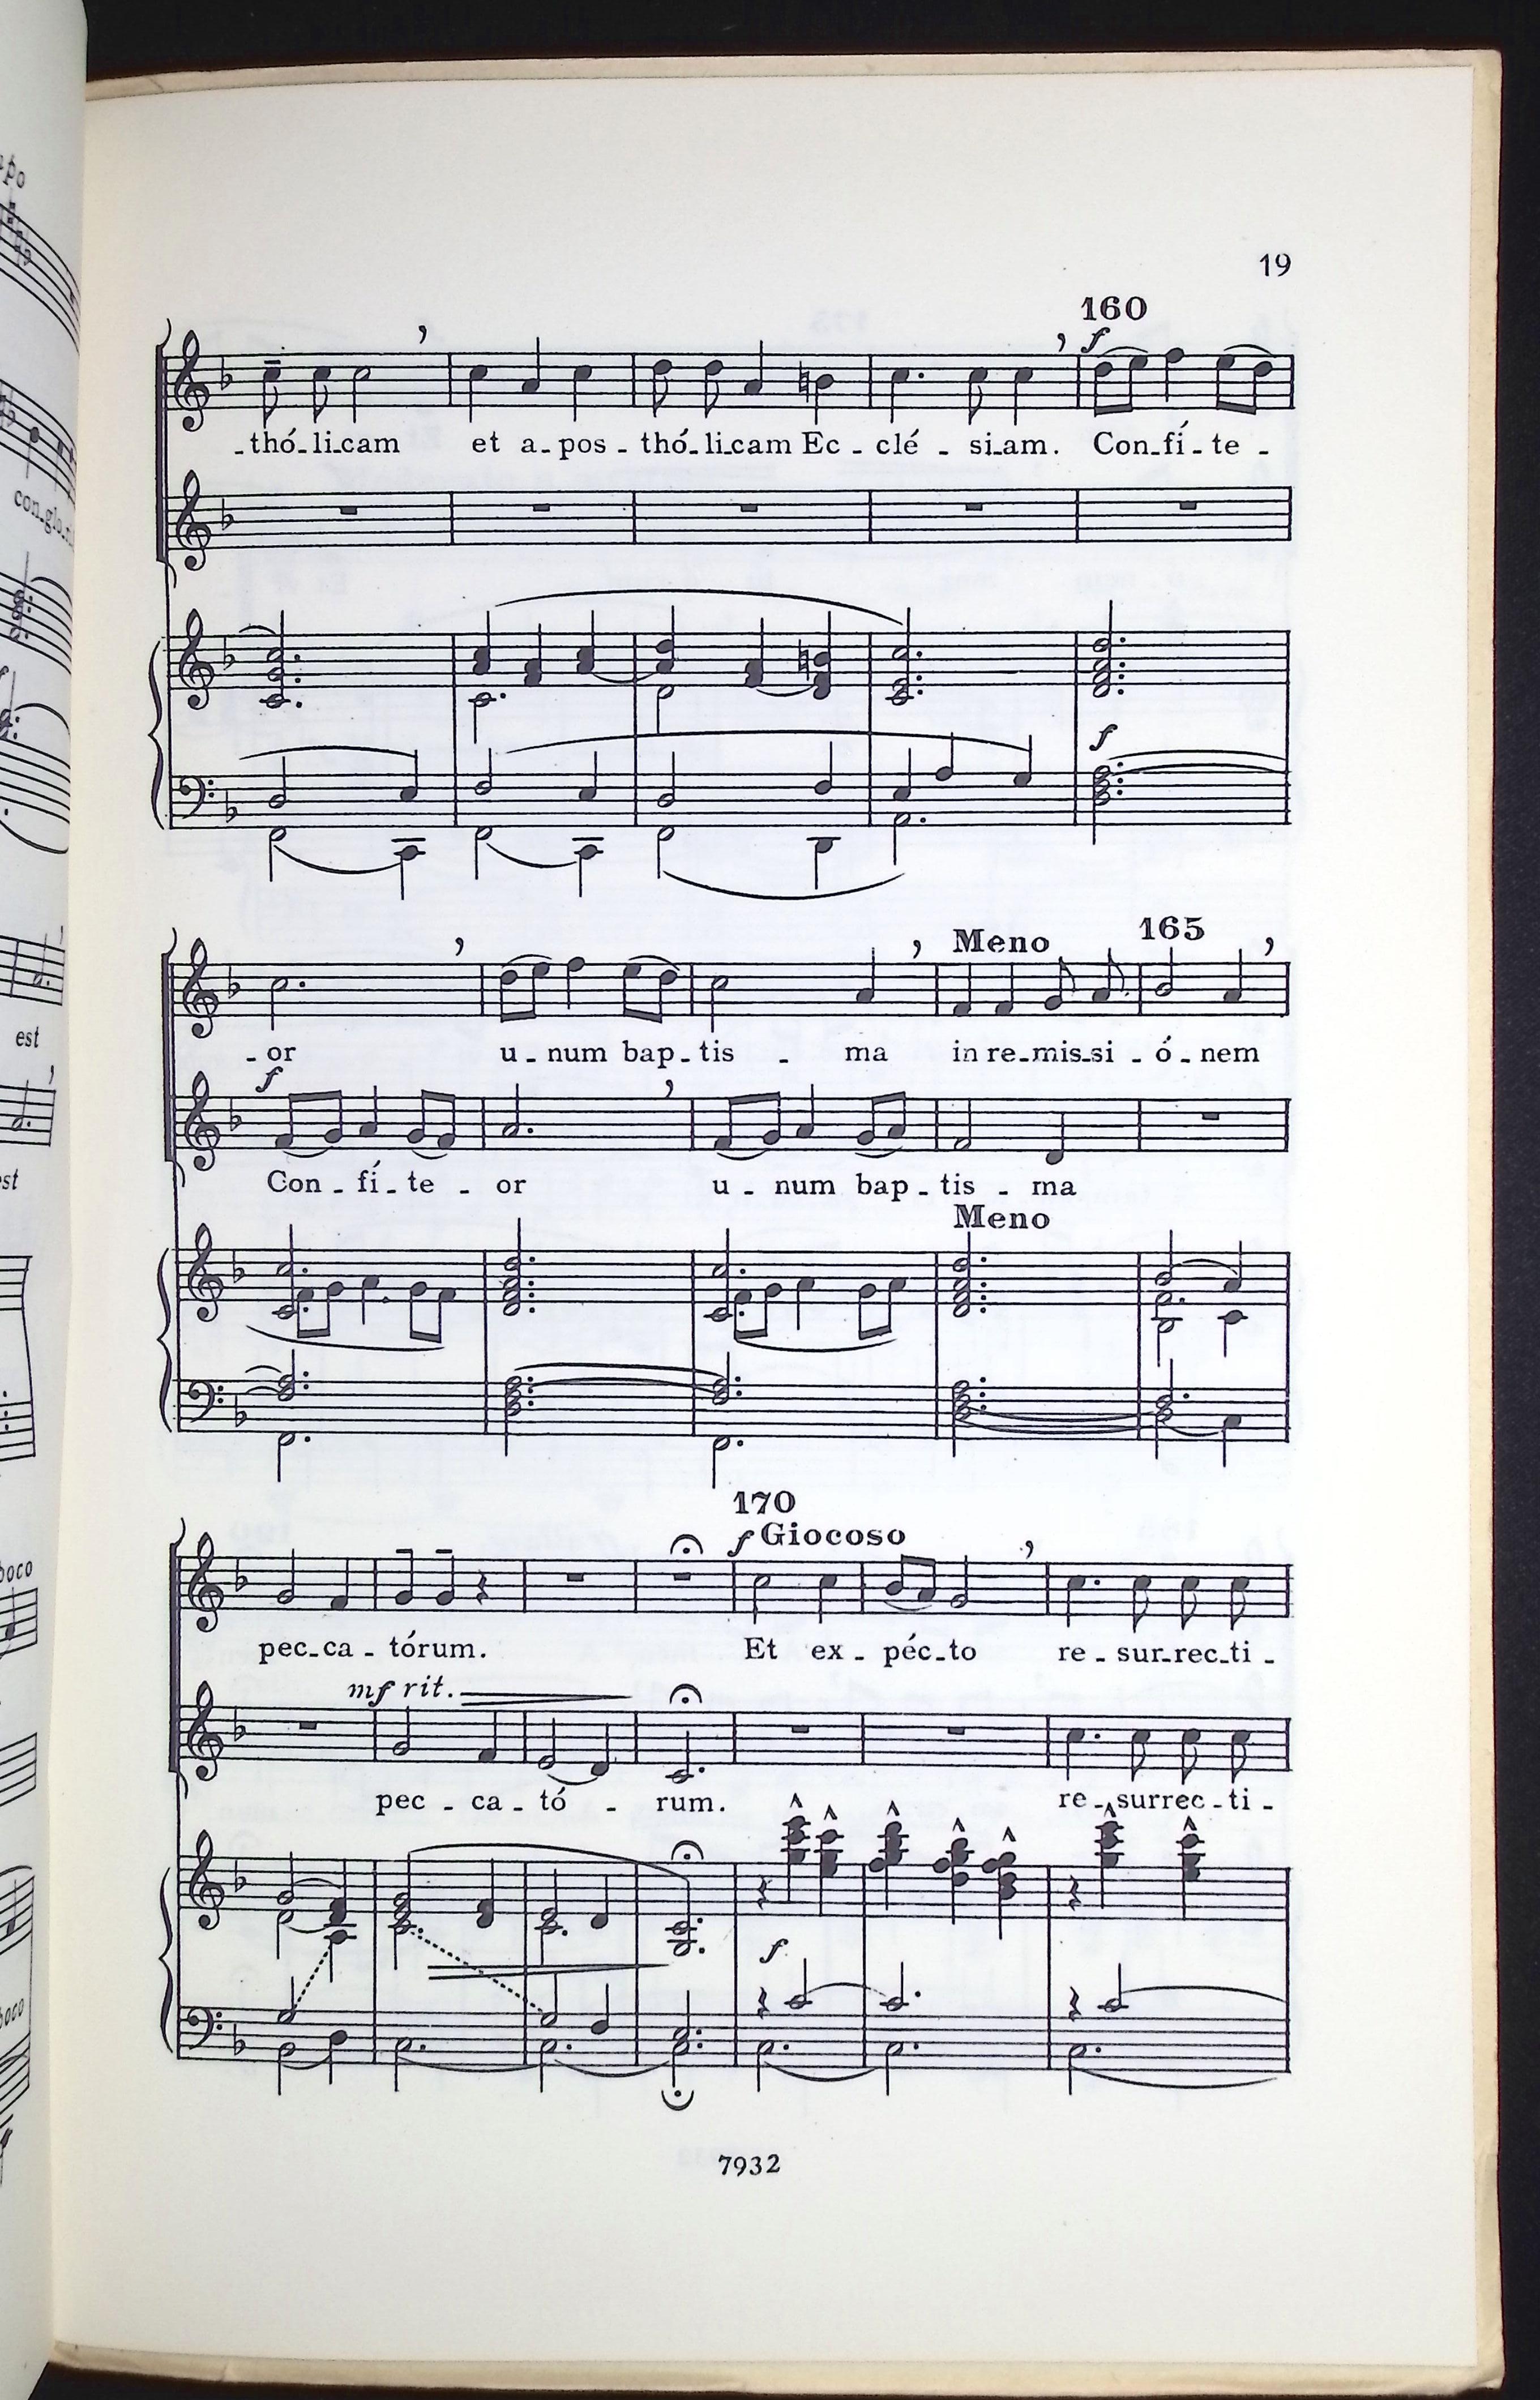 19
160
f
-thó-li-cam et a-pos-thó-li-cam Ec-clé-si-am. Con-fí-te-
f
Meno 165
-or u-num bap-tis-ma in re-mis-si-ó-nem
f
Con-fí-te-or u-num bap-tis-ma
Meno
170
f Giocoso
pec-ca-tórum. Et ex-péc-to re-sur-rec-ti-
mf rit.
pec-ca-tó-rum. re-surrec-ti-
f
7932
est
poco